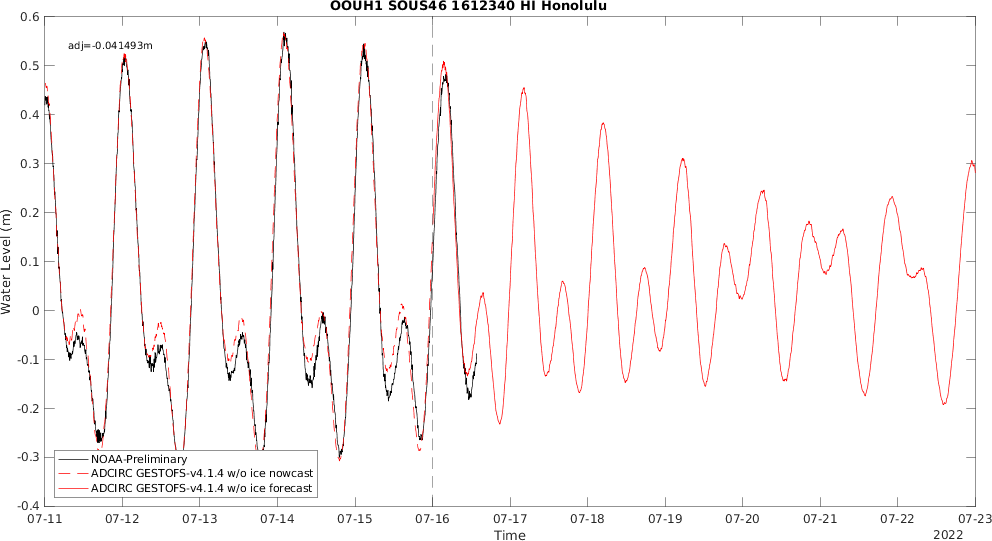 OOUH1 SOUS46 1612340 HI Honolulu
adj=-0.041493m
Water Level (m)
0.6
0.5
0.4
0.3
0.2
0.1
0
-0.1
-0.2
-0.3
-0.4
NOAA-Preliminary
ADCIRC GESTOFS-v4.1.4 w/o ice nowcast
ADCIRC GESTOFS-v4.1.4 w/o ice forecast
07-11 07-12 07-13 07-14 07-15 07-16 07-17 07-18 07-19 07-20 07-21 07-22 07-23
Time
2022